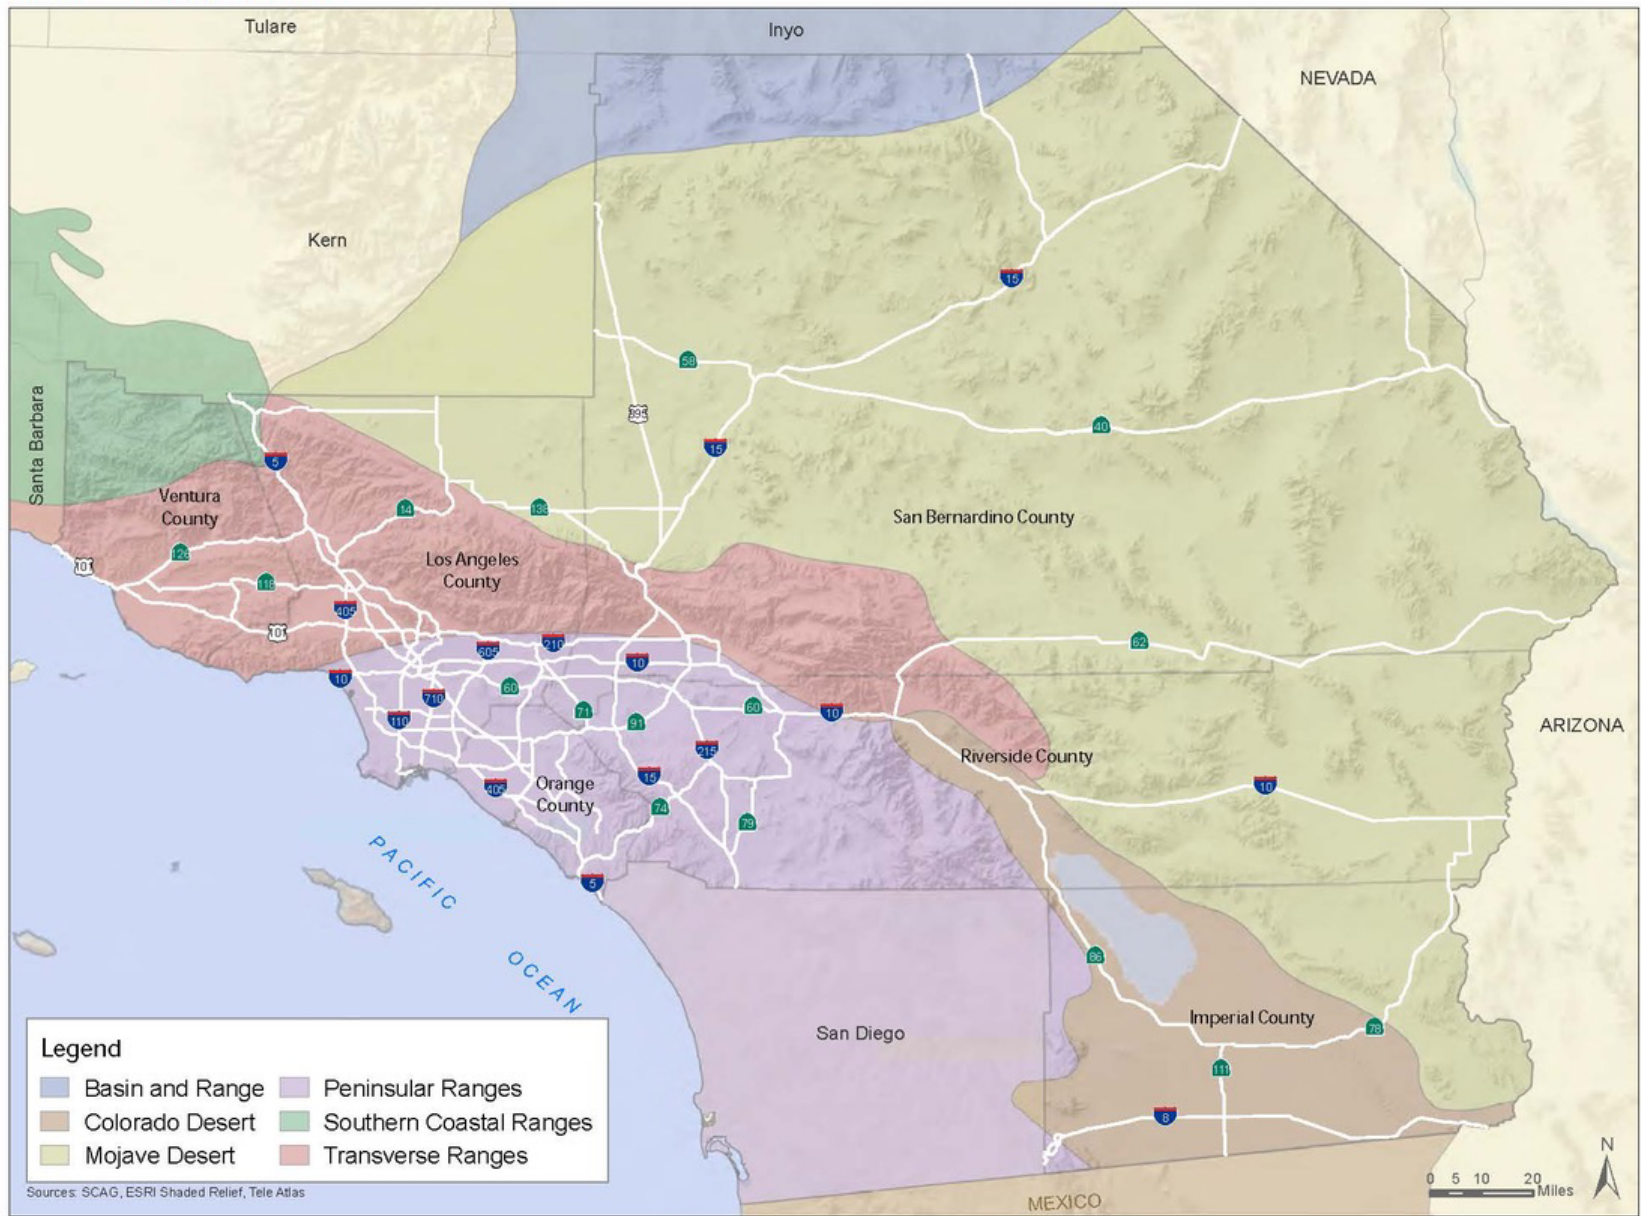 Tulare
Inyo
NEVADA
Kern
15
58
395
40
15
Santa Barbara
5
Ventura
County
14
138
San Bernardino County
126
101
Los Angeles
County
118
405
101
605
210
10
62
10
60
710
71
91
60
10
110
ARIZONA
215
Riverside County
15
10
405
Orange
County
74
79
PACIFIC
OCEAN
5
86
Imperial County
78
San Diego
111
8
MEXICO
Legend
Basin and Range
Peninsular Ranges
Colorado Desert
Southern Coastal Ranges
Mojave Desert
Transverse Ranges
Sources: SCAG, ESRI Shaded Relief, Tele Atlas
N
0 5 10 20
Miles